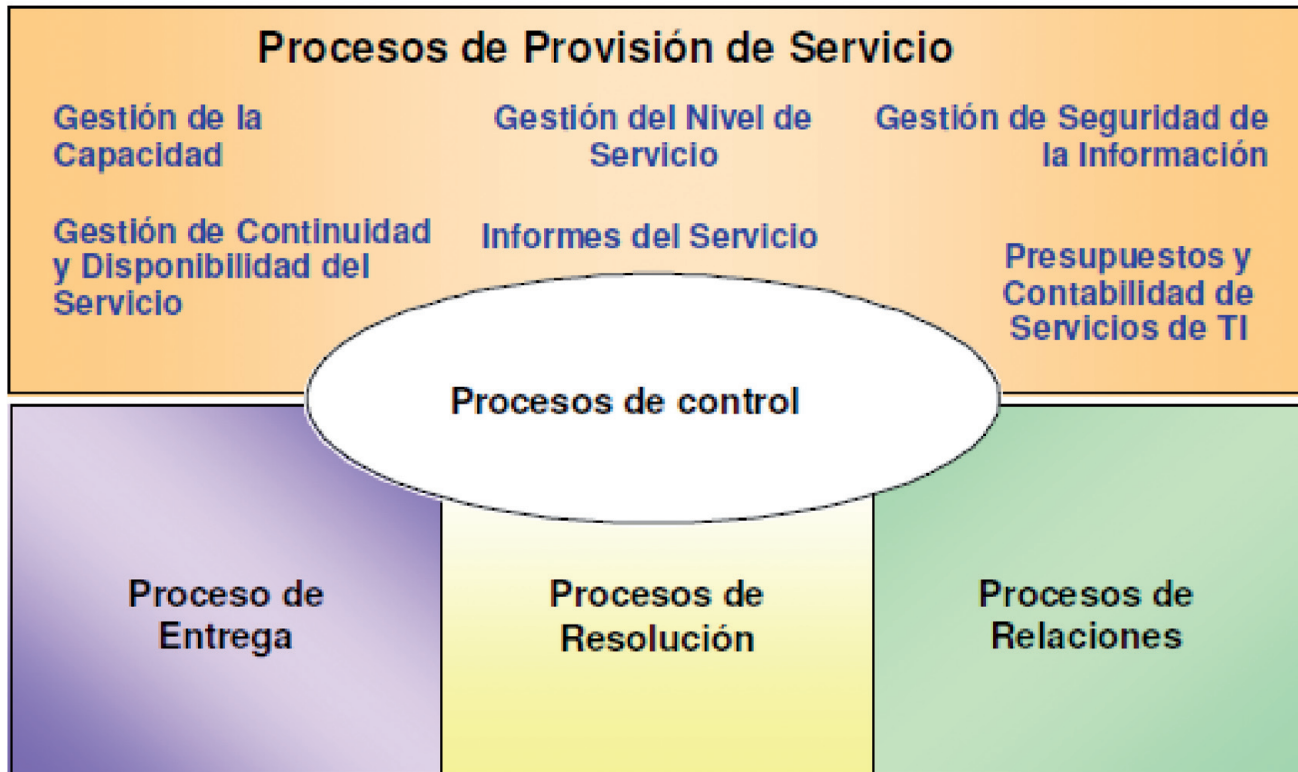 Procesos de Provisión de Servicio
Gestión de la
Capacidad
Gestión del Nivel de
Servicio
Gestión de Seguridad de
la Información
Gestión de Continuidad
y Disponibilidad del
Servicio
Informes del Servicio
Presupuestos y
Contabilidad de
Servicios de TI
Procesos de control
Proceso de
Entrega
Procesos de
Resolución
Procesos de
Relaciones